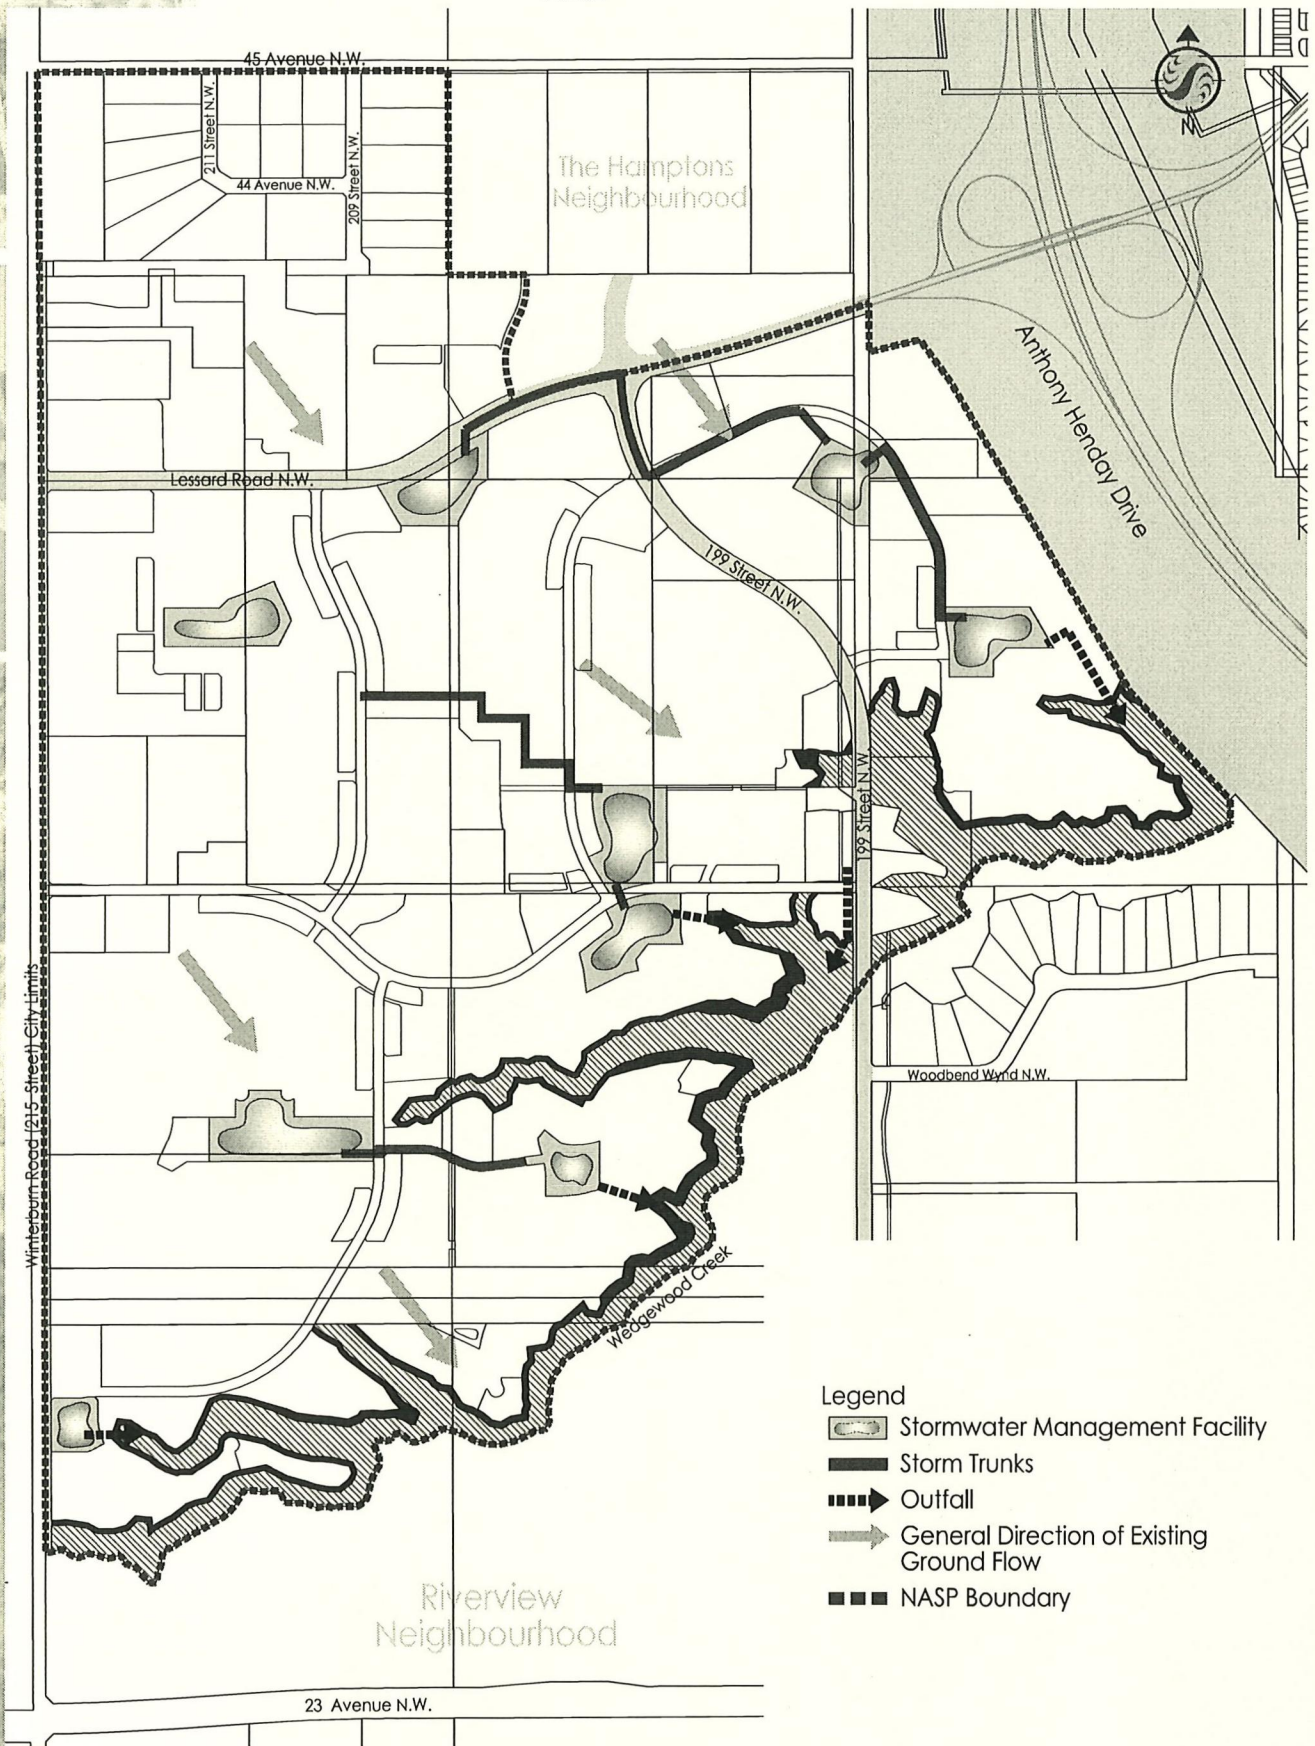 45 Avenue N.W.
211 Street N.W.
44 Avenue N.W.
209 Street N.W.
The Hamptons
Neighbourhood
N
Anthony Henday Drive
Lessard Road N.W.
199 Street N.W.
199 Street N.W.
Winterburn Road (215 Street) City Limits
Woodbend Wynd N.W.
Wedgewood Creek
Legend
Stormwater Management Facility
Storm Trunks
Outfall
General Direction of Existing
Ground Flow
NASP Boundary
Riverview
Neighbourhood
23 Avenue N.W.